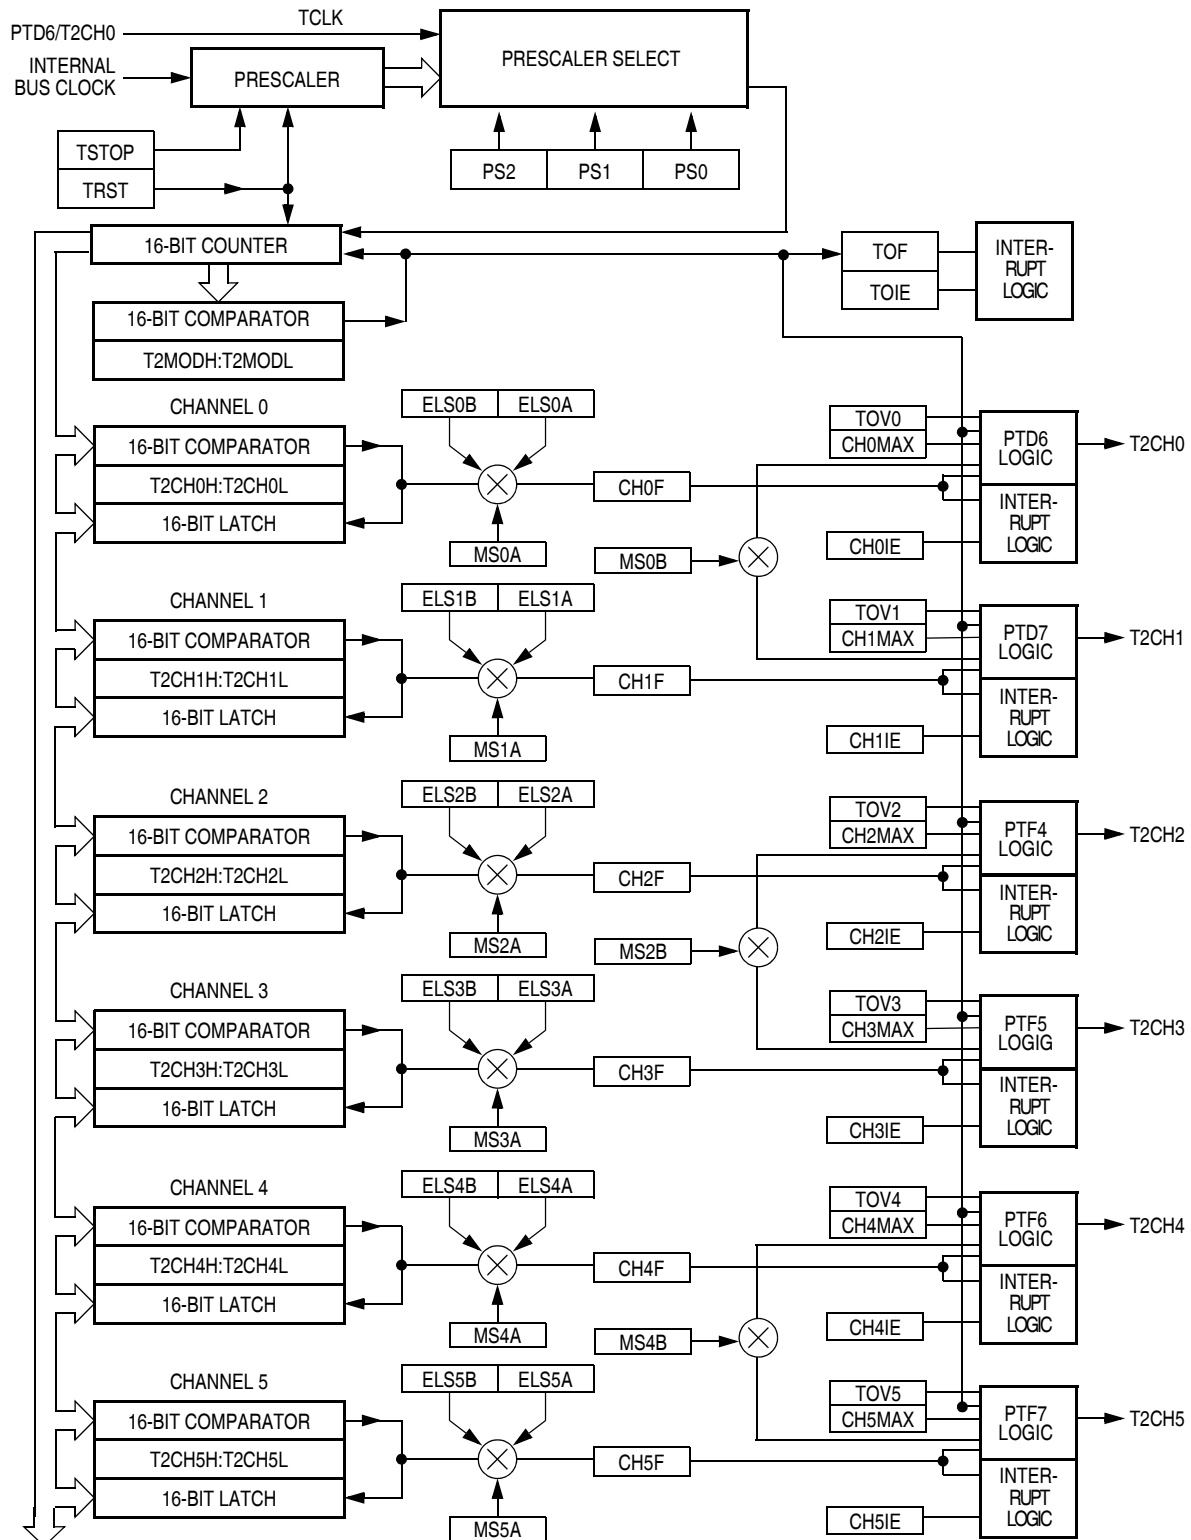 TCLK
PTD6/T2CH0
INTERNAL
BUS CLOCK
PRESCALER
PRESCALER SELECT
TSTOP
TRST
PS2 PS1 PS0
16-BIT COUNTER
TOF
TOIE
INTER-
RUPT
LOGIC
16-BIT COMPARATOR
T2MODH:T2MODL
CHANNEL 0
ELS0B ELS0A
16-BIT COMPARATOR
T2CH0H:T2CH0L
16-BIT LATCH
MS0A
CH0F
MS0B
TOV0
CH0MAX
CH0IE
PTD6
LOGIC
INTER-
RUPT
LOGIC
T2CH0
CHANNEL 1
ELS1B ELS1A
16-BIT COMPARATOR
T2CH1H:T2CH1L
16-BIT LATCH
MS1A
CH1F
TOV1
CH1MAX
CH1IE
PTD7
LOGIC
INTER-
RUPT
LOGIC
T2CH1
CHANNEL 2
ELS2B ELS2A
16-BIT COMPARATOR
T2CH2H:T2CH2L
16-BIT LATCH
MS2A
CH2F
MS2B
TOV2
CH2MAX
CH2IE
PTF4
LOGIC
INTER-
RUPT
LOGIC
T2CH2
CHANNEL 3
ELS3B ELS3A
16-BIT COMPARATOR
T2CH3H:T2CH3L
16-BIT LATCH
MS3A
CH3F
TOV3
CH3MAX
CH3IE
PTF5
LOGIG
INTER-
RUPT
LOGIC
T2CH3
CHANNEL 4
ELS4B ELS4A
16-BIT COMPARATOR
T2CH4H:T2CH4L
16-BIT LATCH
MS4A
CH4F
MS4B
TOV4
CH4MAX
CH4IE
PTF6
LOGIC
INTER-
RUPT
LOGIC
T2CH4
CHANNEL 5
ELS5B ELS5A
16-BIT COMPARATOR
T2CH5H:T2CH5L
16-BIT LATCH
MS5A
CH5F
TOV5
CH5MAX
CH5IE
PTF7
LOGIC
INTER-
RUPT
LOGIC
T2CH5